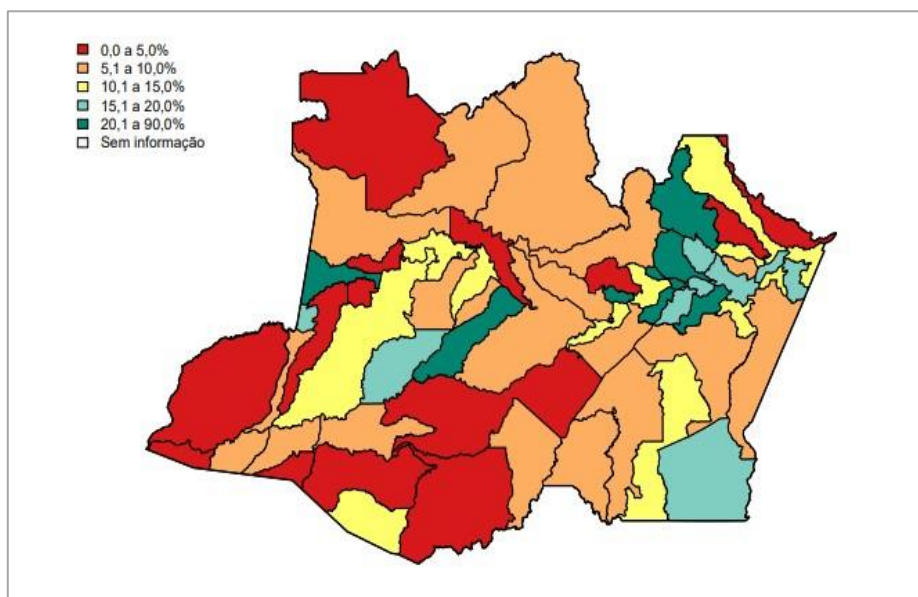 0,0 a 5,0%
5,1 a 10,0%
10,1 a 15,0%
15,1 a 20,0%
20,1 a 90,0%
Sem informação